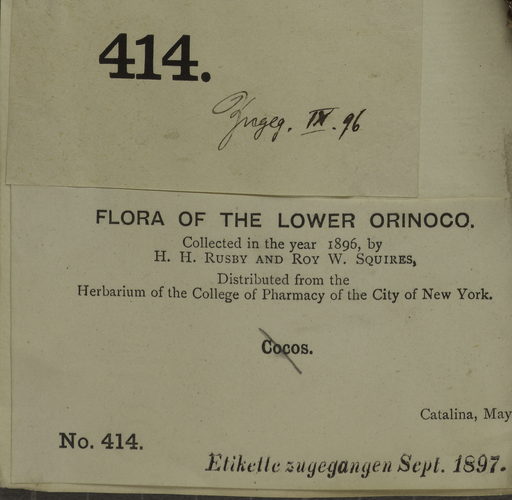 414.
Zugeg. IX. 96
FLORA OF THE LOWER ORINOCO.
Collected in the year 1896, by
H. H. RUSBY AND ROY W. SQUIRES,
Distributed from the
Herbarium of the College of Pharmacy of the City of New York.
Cocos.
Catalina, May
No. 414.
Etikette zugegangen Sept. 1897.